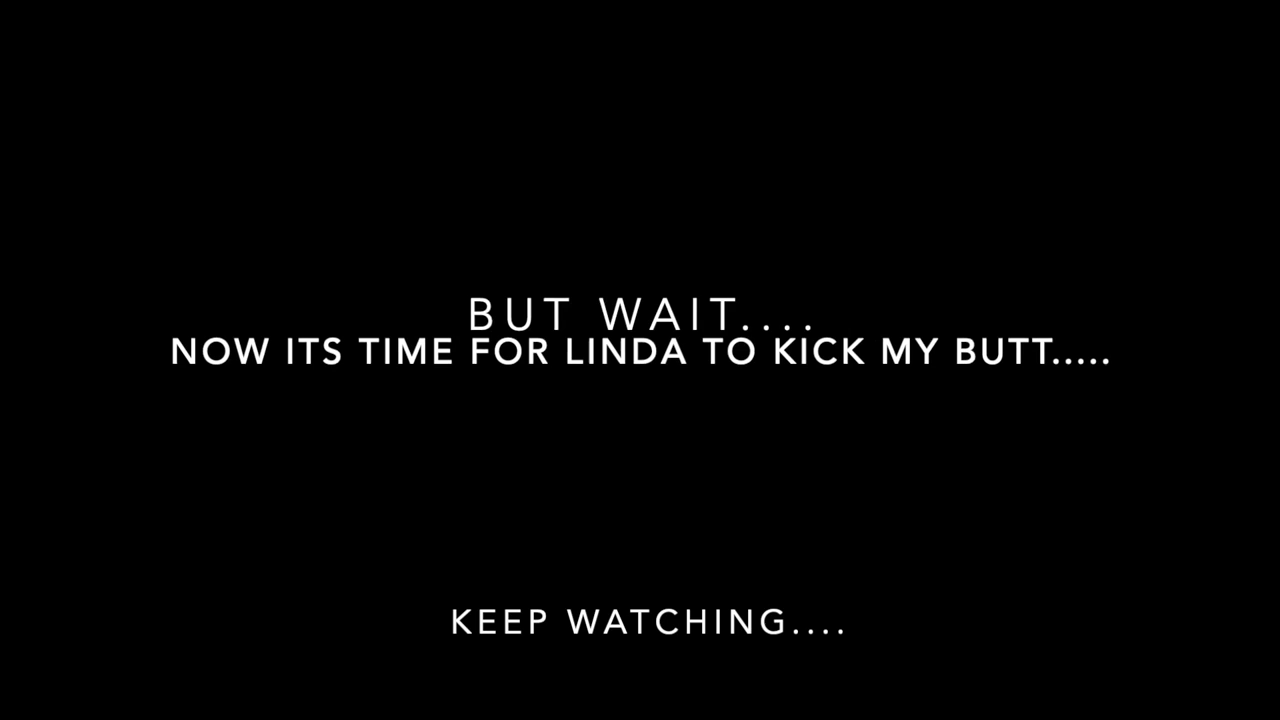 BUT WAIT....
NOW ITS TIME FOR LINDA TO KICK MY BUTT.....
KEEP WATCHING....